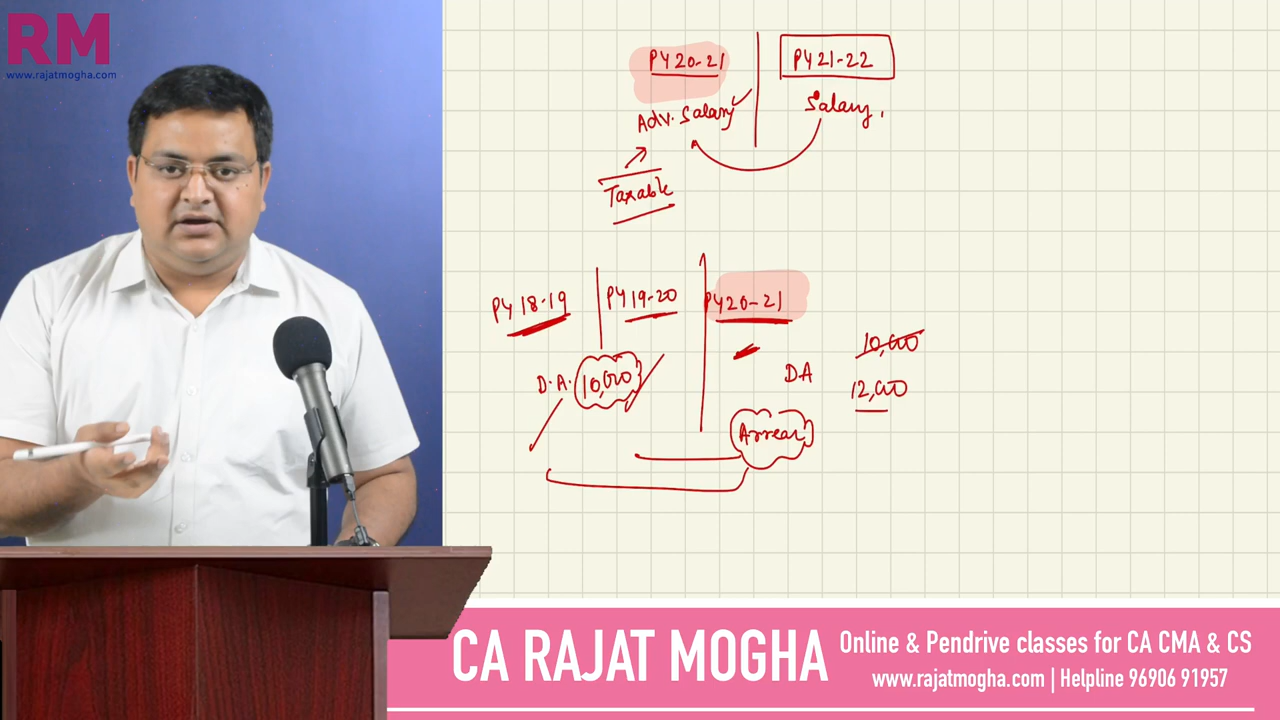 RM
www.rajatmogha.com
PY 20-21
PY 21-22
Adv. Salary
Salary,
Taxable
PY 18-19
PY 19-20
PY 20-21
D.A. 10,000
DA
10,000
12,000
Arrear
CA RAJAT MOGHA
Online & Pendrive classes for CA CMA & CS
www.rajatmogha.com | Helpline 96906 91957